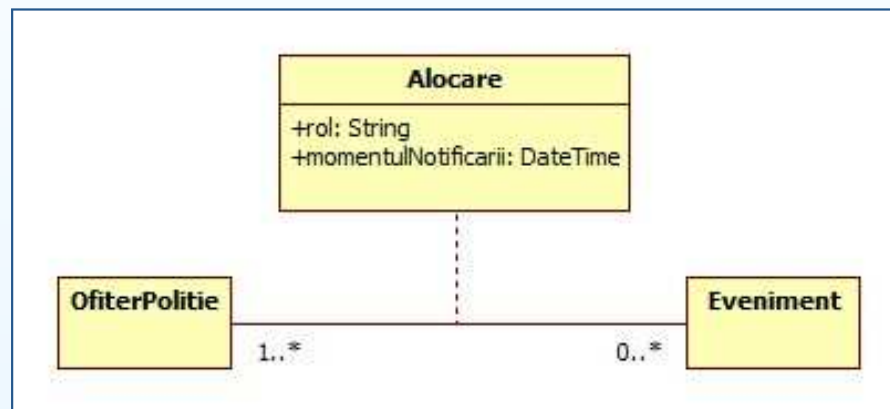 Alocare
+rol: String
+momentulNotificarii: DateTime
OfiterPolitie
Eveniment
1..*
0..*